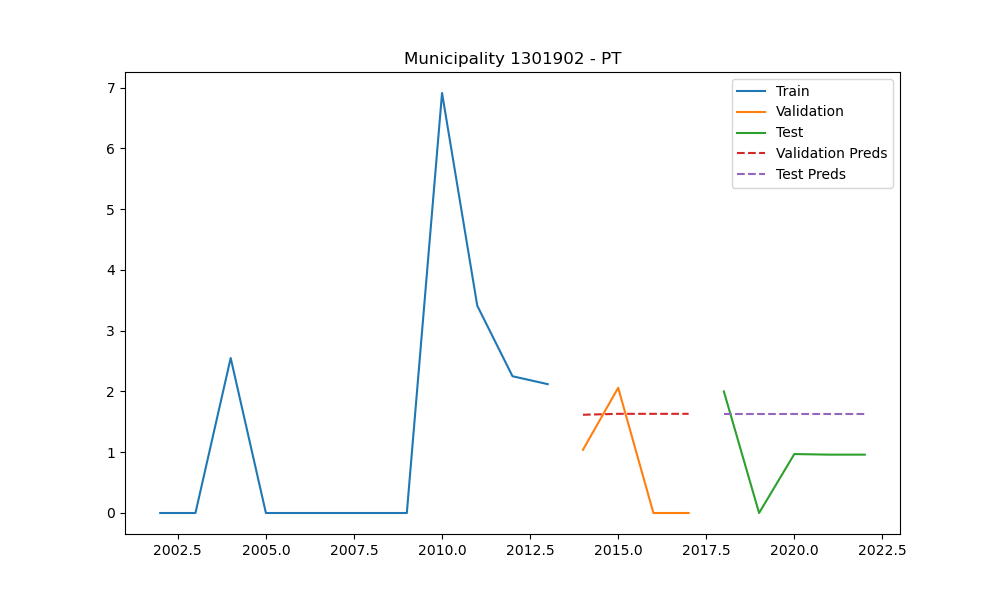 Municipality 1301902 - PT
7
6
5
4
3
2
1
0
Train
Validation
Test
Validation Preds
Test Preds
2002.5 2005.0 2007.5 2010.0 2012.5 2015.0 2017.5 2020.0 2022.5